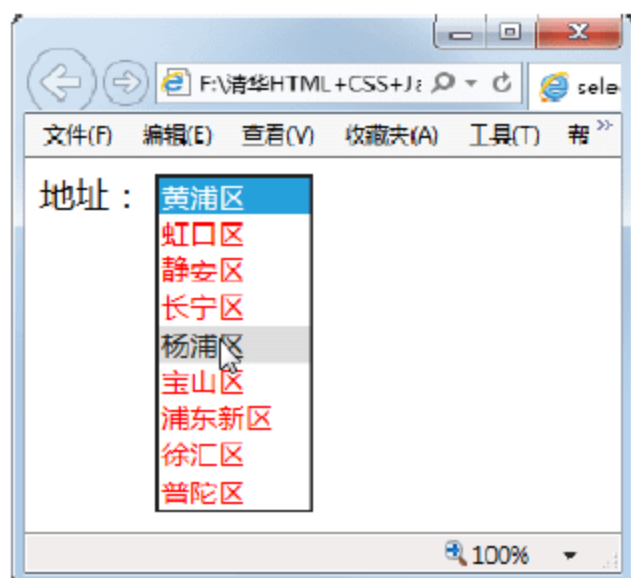 F:\清华HTML+CSS+Ja
sele
文件(F) 编辑(E) 查看(V) 收藏夹(A) 工具(T) 帮
地址： 黄浦区
虹口区
静安区
长宁区
杨浦区
宝山区
浦东新区
徐汇区
普陀区
100%